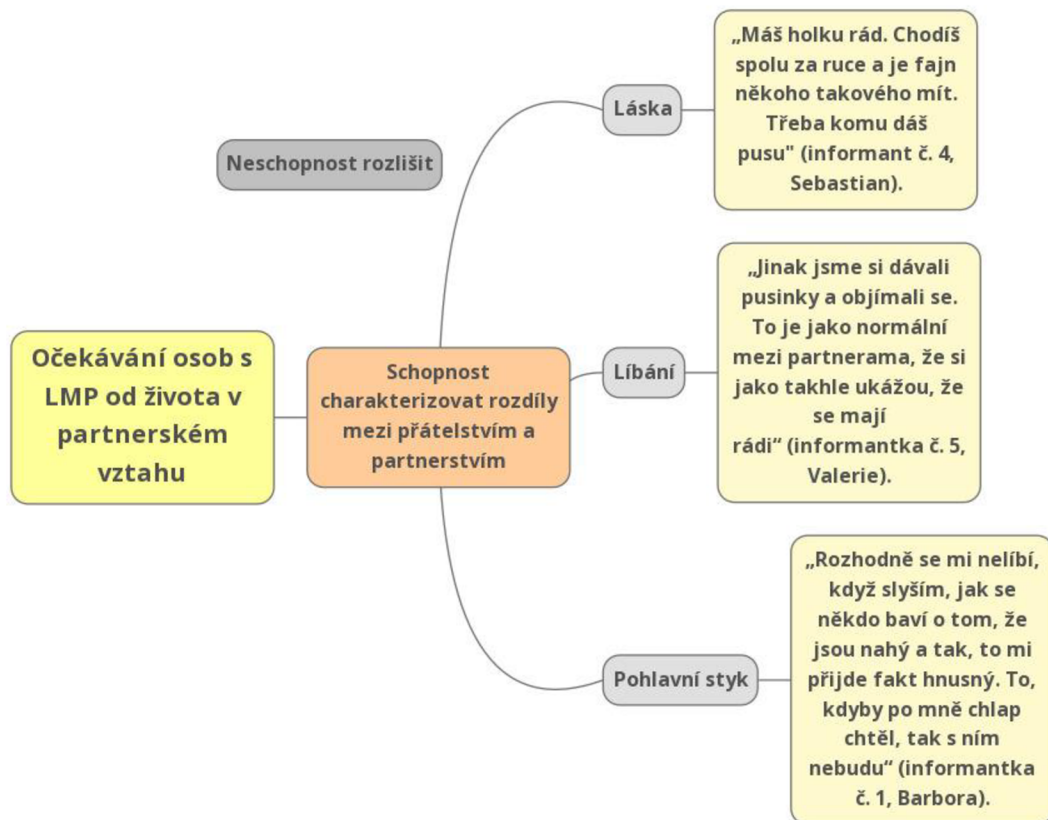 Očekávání osob s
LMP od života v
partnerském
vztahu
Neschopnost rozlišit
Schopnost
charakterizovat rozdíly
mezi přátelstvím a
partnerstvím
Láska
„Máš holku rád. Chodíš
spolu za ruce a je fajn
někoho takového mít.
Třeba komu dáš
pusu" (informant č. 4,
Sebastian).
Líbání
„Jinak jsme si dávali
pusinky a objímali se.
To je jako normální
mezi partnerama, že si
jako takhle ukážou, že
se mají
rádi“ (informantka č. 5,
Valerie).
Pohlavní styk
„Rozhodně se mi nelíbí,
když slyším, jak se
někdo baví o tom, že
jsou nahý a tak, to mi
přijde fakt hnusný. To,
kdyby po mně chlap
chtěl, tak s ním
nebudu“ (informantka
č. 1, Barbora).